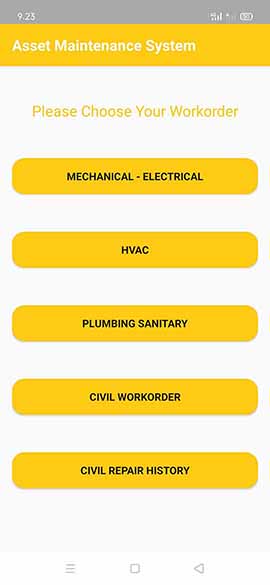 9.23
Asset Maintenance System
Please Choose Your Workorder
MECHANICAL - ELECTRICAL
HVAC
PLUMBING SANITARY
CIVIL WORKORDER
CIVIL REPAIR HISTORY